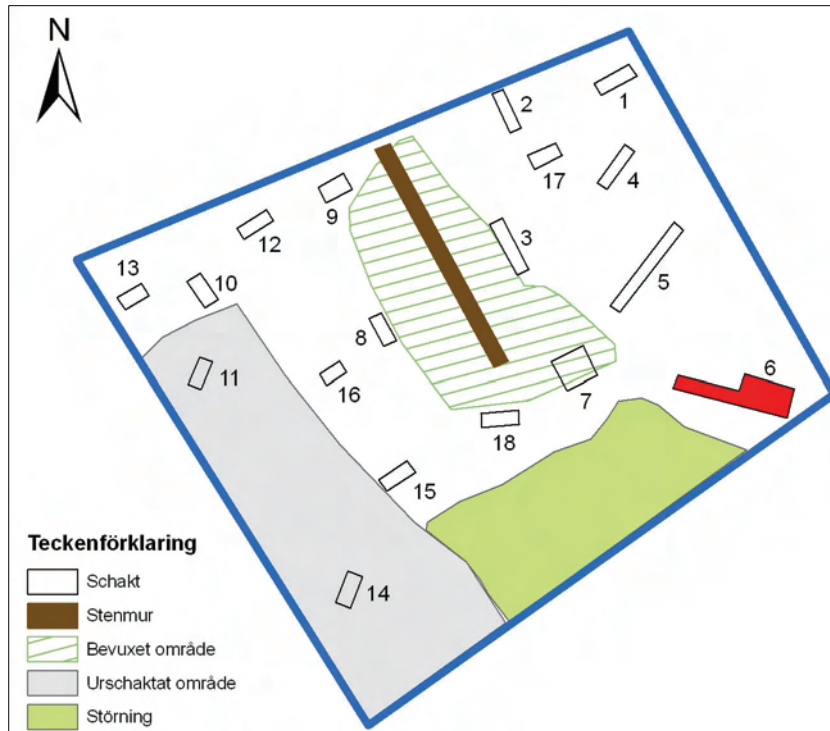 N
1
2
17
4
9
3
12
13
10
5
8
11
16
6
7
18
15
Teckenförklaring
Schakt
14
Stenmur
Bevuxet område
Urschaktat område
Störning